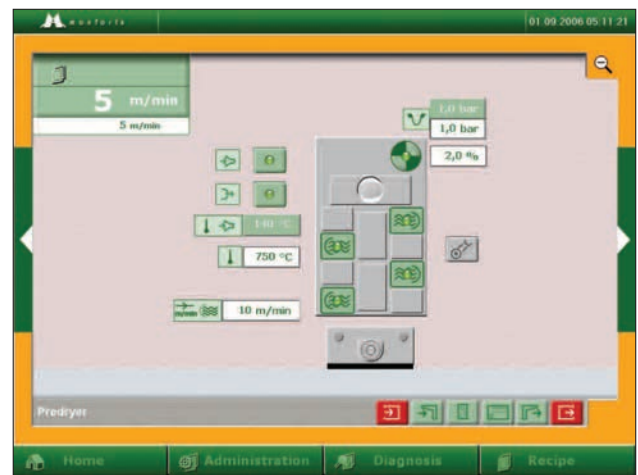 monforts
01 09 2006 05:11:21
5 m/min
5 m/min
1,0 bar
1,0 bar
2,0 %
140 °C
750 °C
m/min
10 m/min
Predryer
Home
Administration
Diagnosis
Recipe